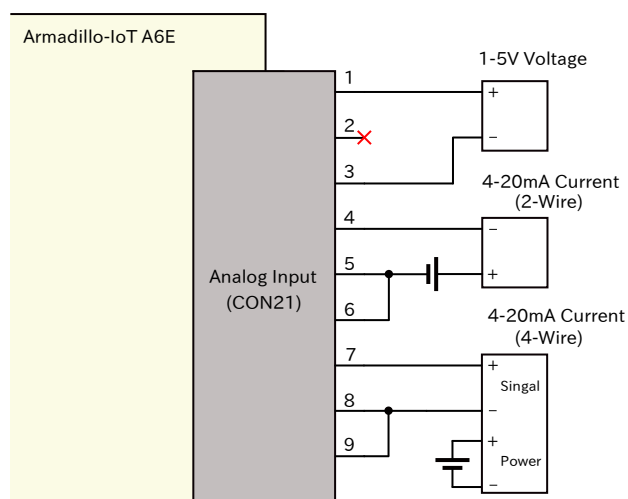 Armadillo-IoT A6E
Analog Input
(CON21)
1
2
3
4
5
6
7
8
9
1-5V Voltage
+
−
4-20mA Current
(2-Wire)
−
+
4-20mA Current
(4-Wire)
+
Singal
−
+
Power
−